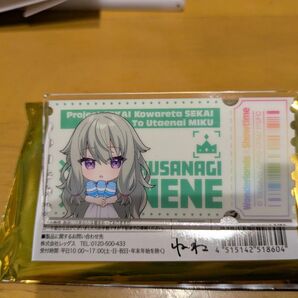 Project SEKAI Kowareta SEKAI
To Utaenai MIKU
KUSANAGI
NENE
Wonderlands×Showtime
■製品に関するお問い合わせ先
株式会社レッグス TEL:0120-500-433
受付時間:平日10:00~17:00(土・日・祝日・年末年始を除く)
ねね
4 515142 518604